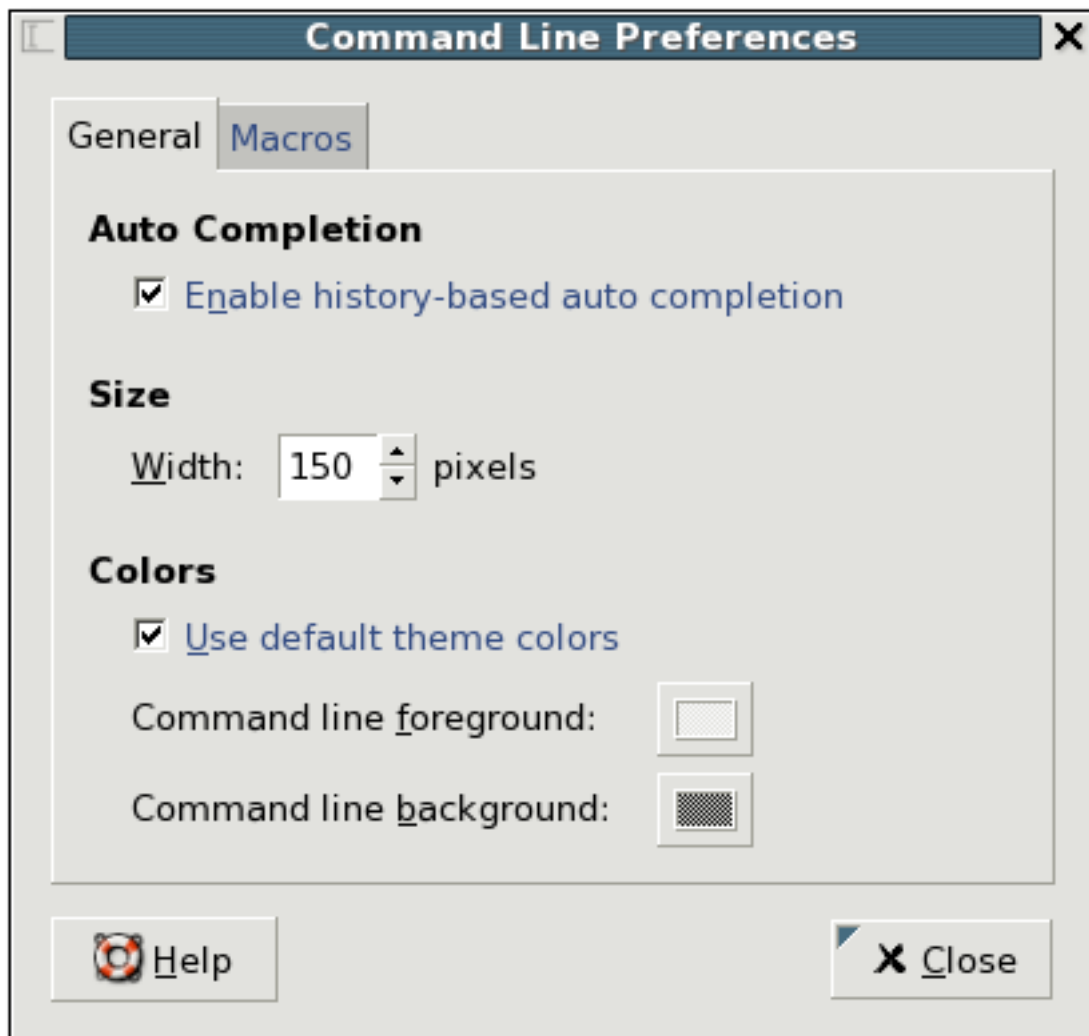 Command Line Preferences
General Macros
Auto Completion
Enable history-based auto completion
Size
Width: 150 pixels
Colors
Use default theme colors
Command line foreground:
Command line background:
Help Close